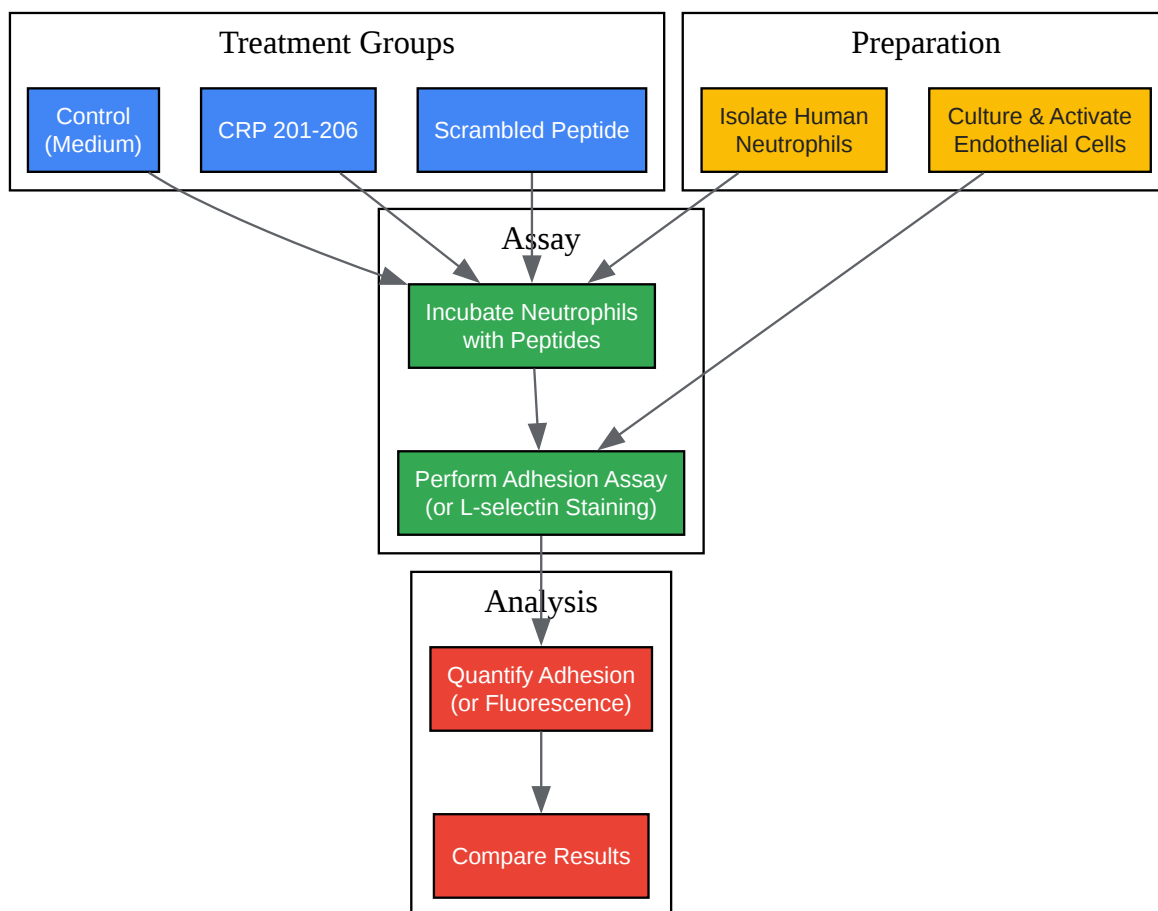 Treatment Groups
Preparation
Control
(Medium)
CRP 201-206
Scrambled Peptide
Isolate Human
Neutrophils
Culture & Activate
Endothelial Cells
Assay
Incubate Neutrophils
with Peptides
Perform Adhesion Assay
(or L-selectin Staining)
Analysis
Quantify Adhesion
(or Fluorescence)
Compare Results